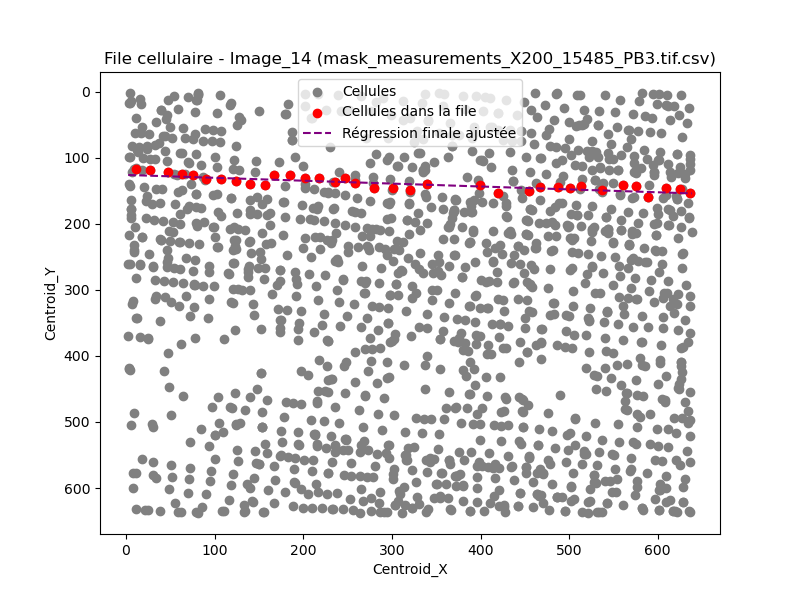 File cellulaire - Image_14 (mask_measurements_X200_15485_PB3.tif.csv)
Cellules
Cellules dans la file
Régression finale ajustée
0
100
200
300
400
500
600
Centroid_Y
0 100 200 300 400 500 600
Centroid_X